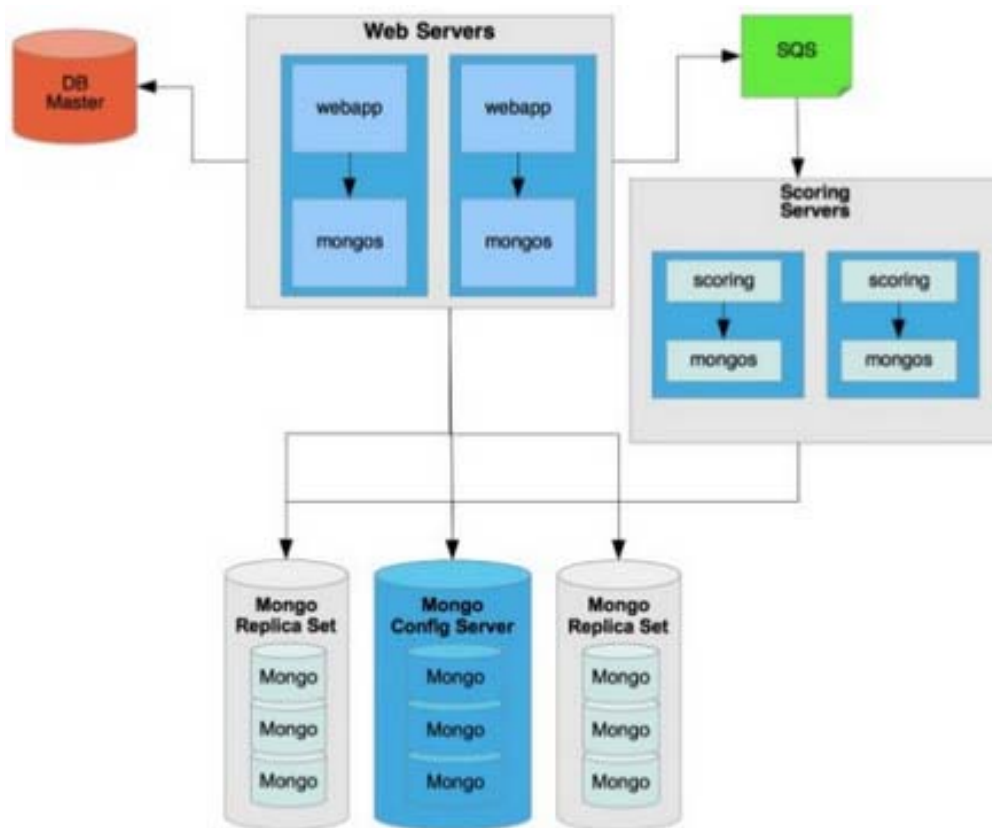 DB
Master
Web Servers
webapp
mongos
webapp
mongos
SQS
Scoring
Servers
scoring
mongos
scoring
mongos
Mongo
Replica Set
Mongo
Mongo
Mongo
Mongo
Config Server
Mongo
Mongo
Mongo
Mongo
Replica Set
Mongo
Mongo
Mongo